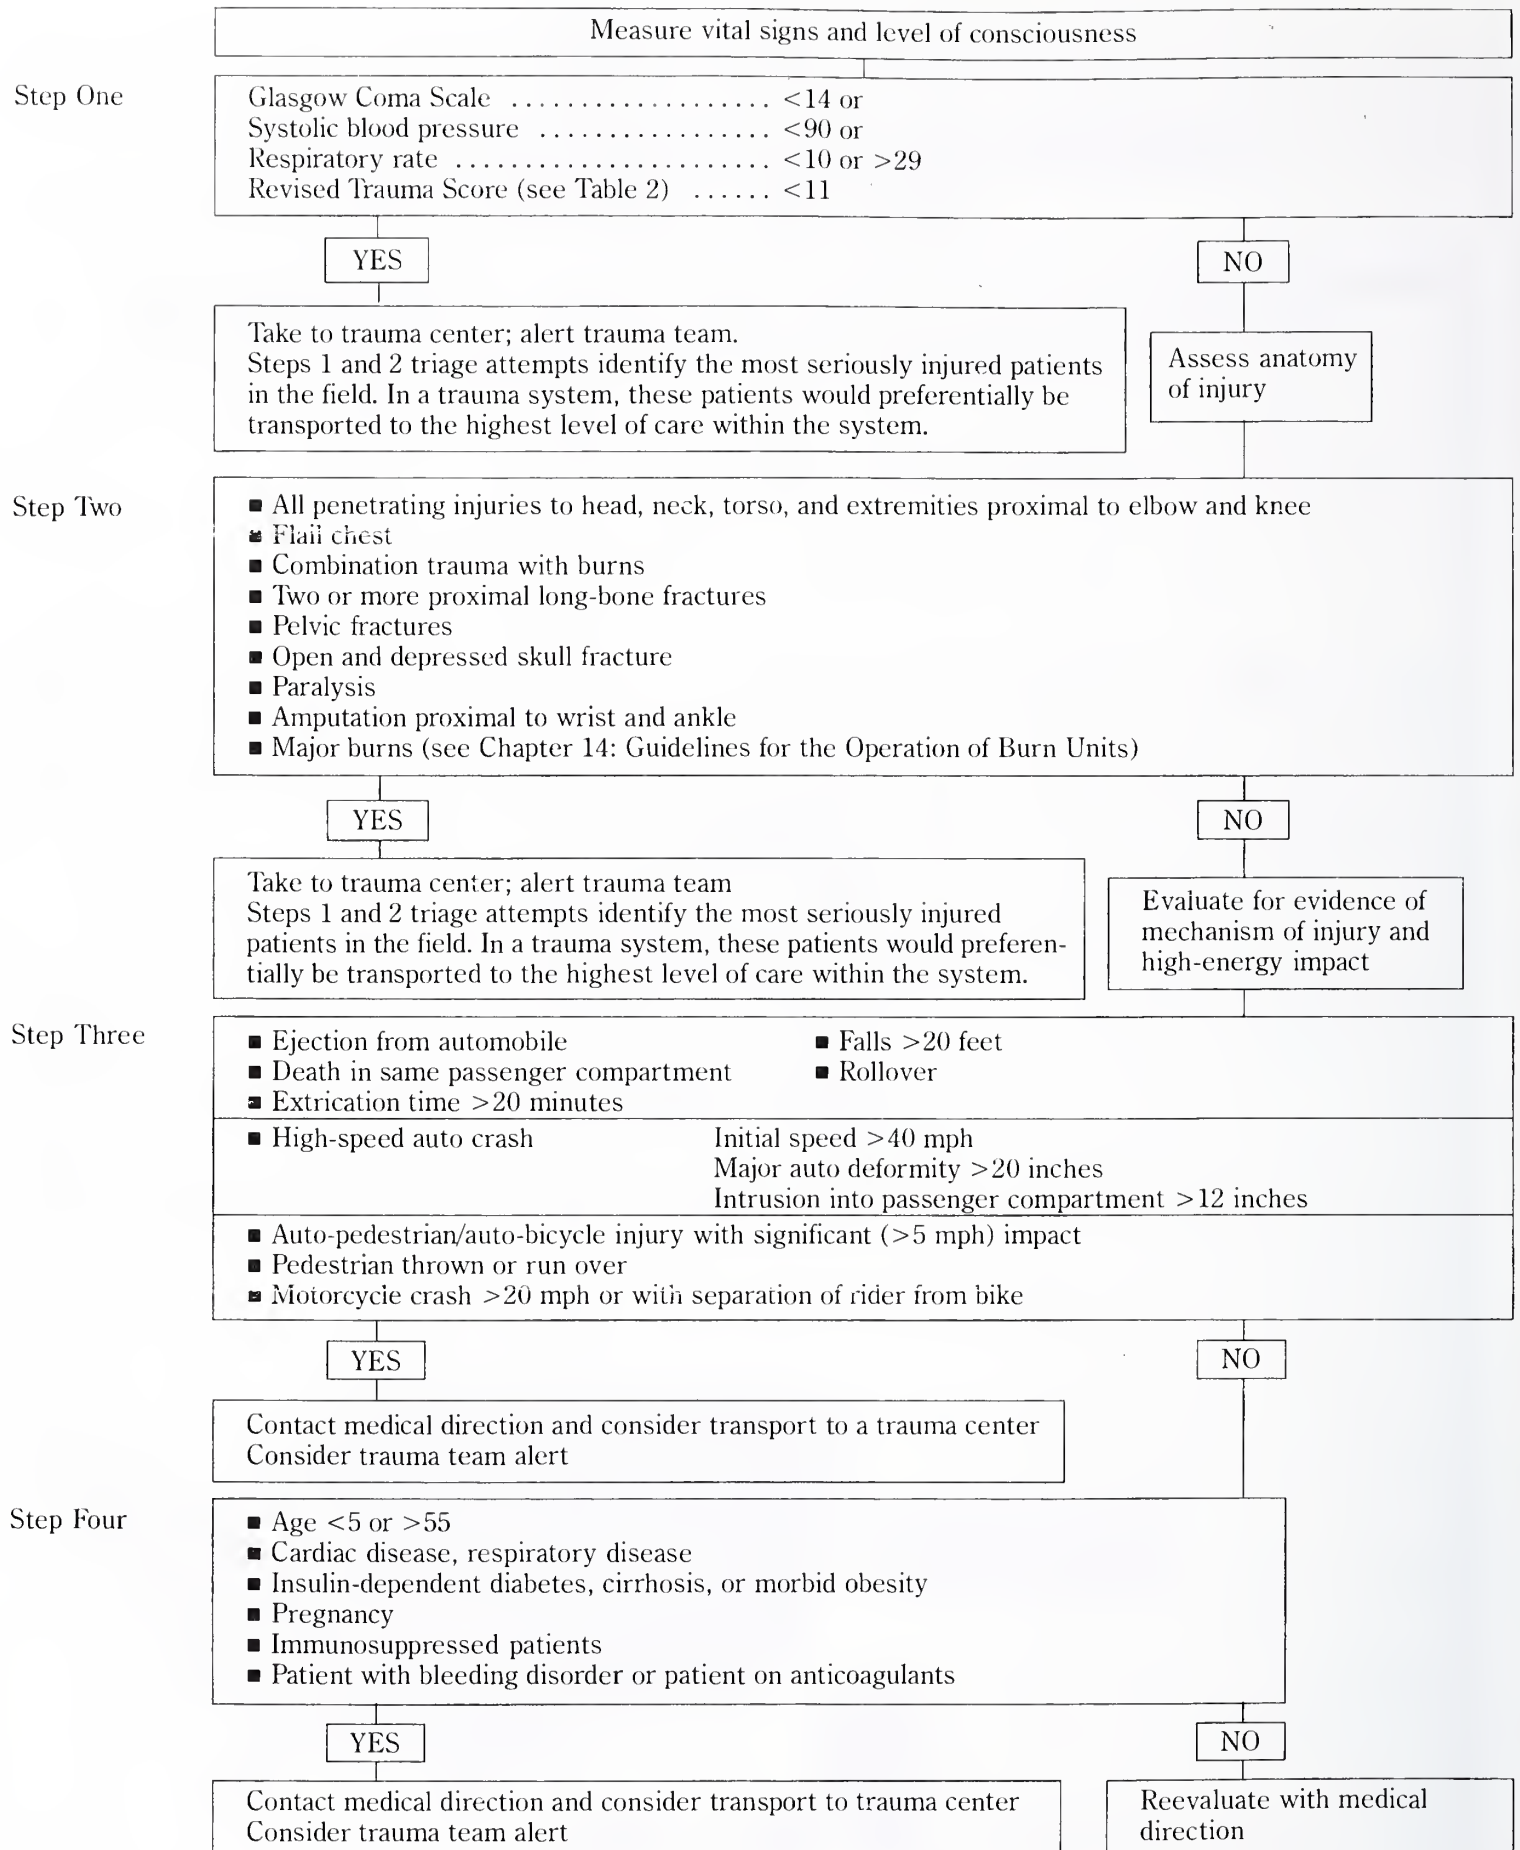 Measure vital signs and level of consciousness
Step One
Glasgow Coma Scale .................... <14 or
Systolic blood pressure .................. <90 or
Respiratory rate ........................ <10 or >29
Revised Trauma Score (see Table 2) ...... <11
YES
NO
Take to trauma center; alert trauma team.
Steps 1 and 2 triage attempts identify the most seriously injured patients
in the field. In a trauma system, these patients would preferentially be
transported to the highest level of care within the system.
Assess anatomy
of injury
Step Two
■ All penetrating injuries to head, neck, torso, and extremities proximal to elbow and knee
■ Flail chest
■ Combination trauma with burns
■ Two or more proximal long-bone fractures
■ Pelvic fractures
■ Open and depressed skull fracture
■ Paralysis
■ Amputation proximal to wrist and ankle
■ Major burns (see Chapter 14: Guidelines for the Operation of Burn Units)
YES
NO
Take to trauma center; alert trauma team
Steps 1 and 2 triage attempts identify the most seriously injured
patients in the field. In a trauma system, these patients would preferen-
tially be transported to the highest level of care within the system.
Evaluate for evidence of
mechanism of injury and
high-energy impact
Step Three
■ Ejection from automobile
■ Death in same passenger compartment
■ Extrication time >20 minutes
■ Falls >20 feet
■ Rollover
■ High-speed auto crash
Initial speed >40 mph
Major auto deformity >20 inches
Intrusion into passenger compartment >12 inches
■ Auto-pedestrian/auto-bicycle injury with significant (>5 mph) impact
■ Pedestrian thrown or run over
■ Motorcycle crash >20 mph or with separation of rider from bike
YES
NO
Contact medical direction and consider transport to a trauma center
Consider trauma team alert
Step Four
■ Age <5 or >55
■ Cardiac disease, respiratory disease
■ Insulin-dependent diabetes, cirrhosis, or morbid obesity
■ Pregnancy
■ Immunosuppressed patients
■ Patient with bleeding disorder or patient on anticoagulants
YES
NO
Contact medical direction and consider transport to trauma center
Consider trauma team alert
Reevaluate with medical
direction